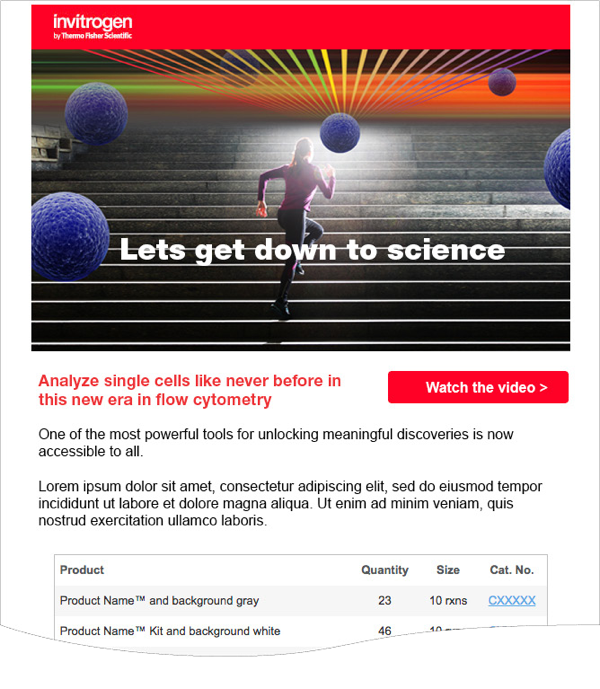 invitrogen
by Thermo Fisher Scientific
Lets get down to science
Analyze single cells like never before in
this new era in flow cytometry
Watch the video >
One of the most powerful tools for unlocking meaningful discoveries is now
accessible to all.
Lorem ipsum dolor sit amet, consectetur adipiscing elit, sed do eiusmod tempor
incididunt ut labore et dolore magna aliqua. Ut enim ad minim veniam, quis
nostrud exercitation ullamco laboris.
Product Quantity Size Cat. No.
Product Name™ and background gray 23 10 rxns CXXXXX
Product Name™ Kit and background white 46 10